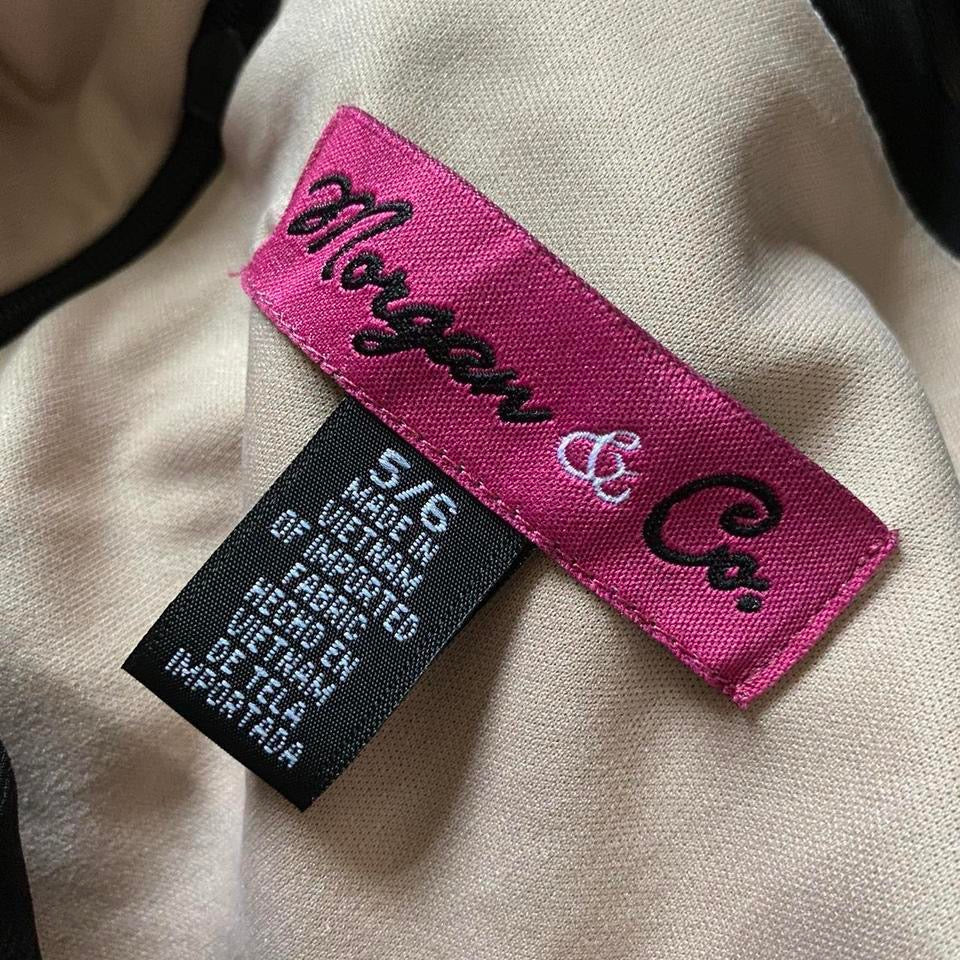 Morgan & Co.
5/6
MADE IN
VIETNAM
OF IMPORTED
FABRIC
HECHO EN
VIETNAM
DE TELA
IMPORTADA